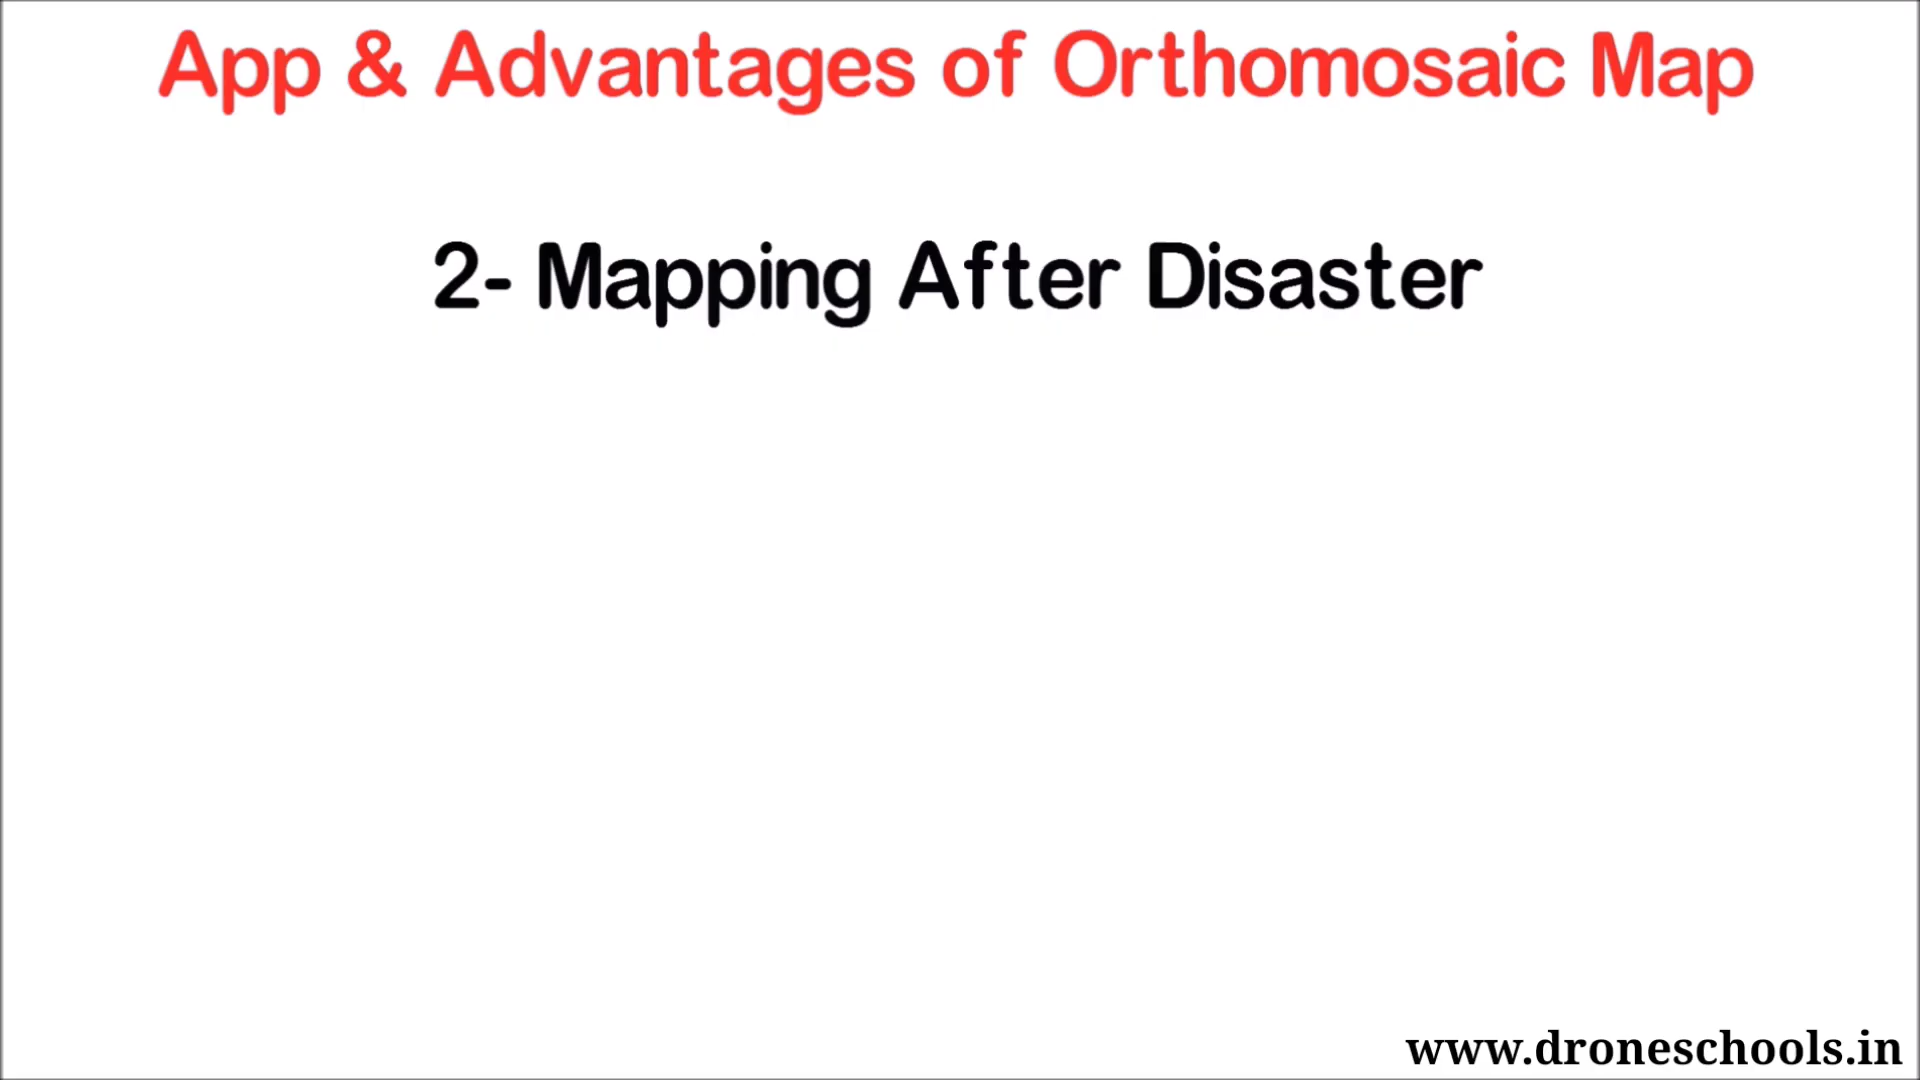 App & Advantages of Orthomosaic Map
2- Mapping After Disaster
www.droneschools.in